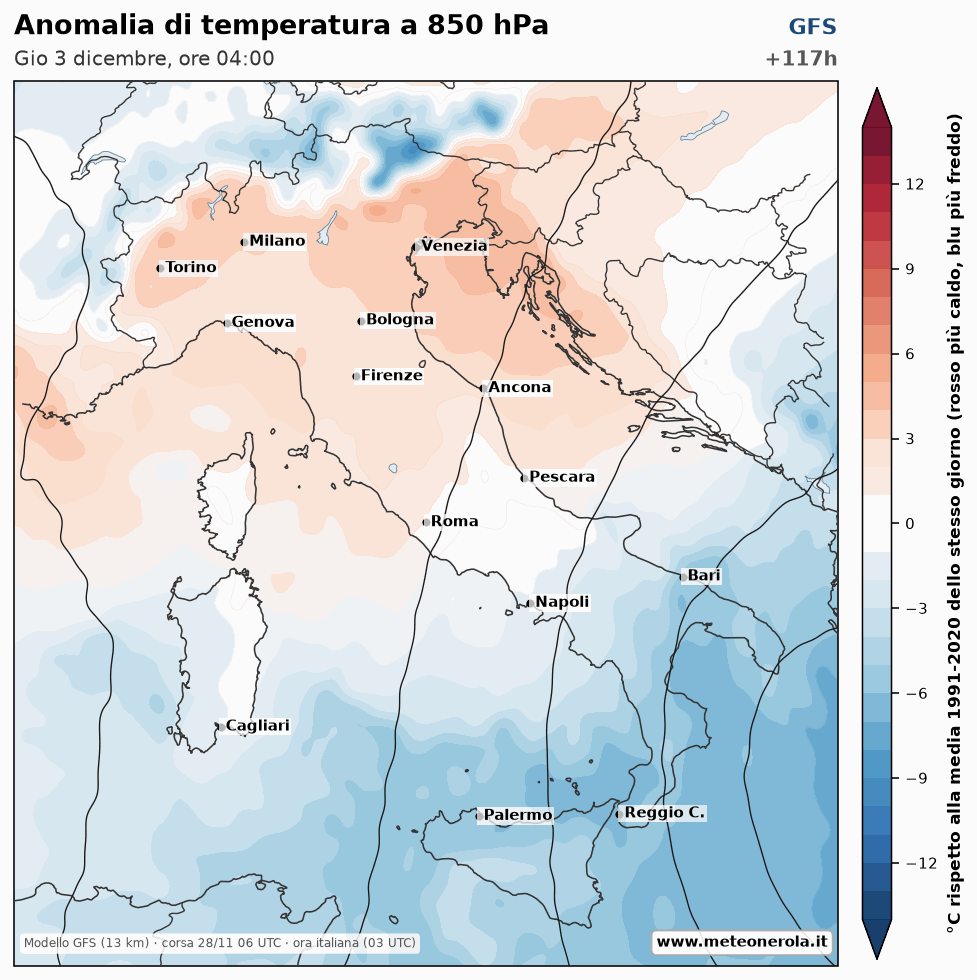 Anomalia di temperatura a 850 hPa
GFS
Gio 3 dicembre, ore 04:00
+117h
Milano
Venezia
Torino
Genova
Bologna
Firenze
Ancona
Pescara
Roma
Bari
Napoli
Cagliari
Palermo
Reggio C.
Modello GFS (13 km) · corsa 28/11 06 UTC · ora italiana (03 UTC)
www.meteonerola.it
12
9
6
3
0
−3
−6
−9
−12
°C rispetto alla media 1991-2020 dello stesso giorno (rosso più caldo, blu più freddo)